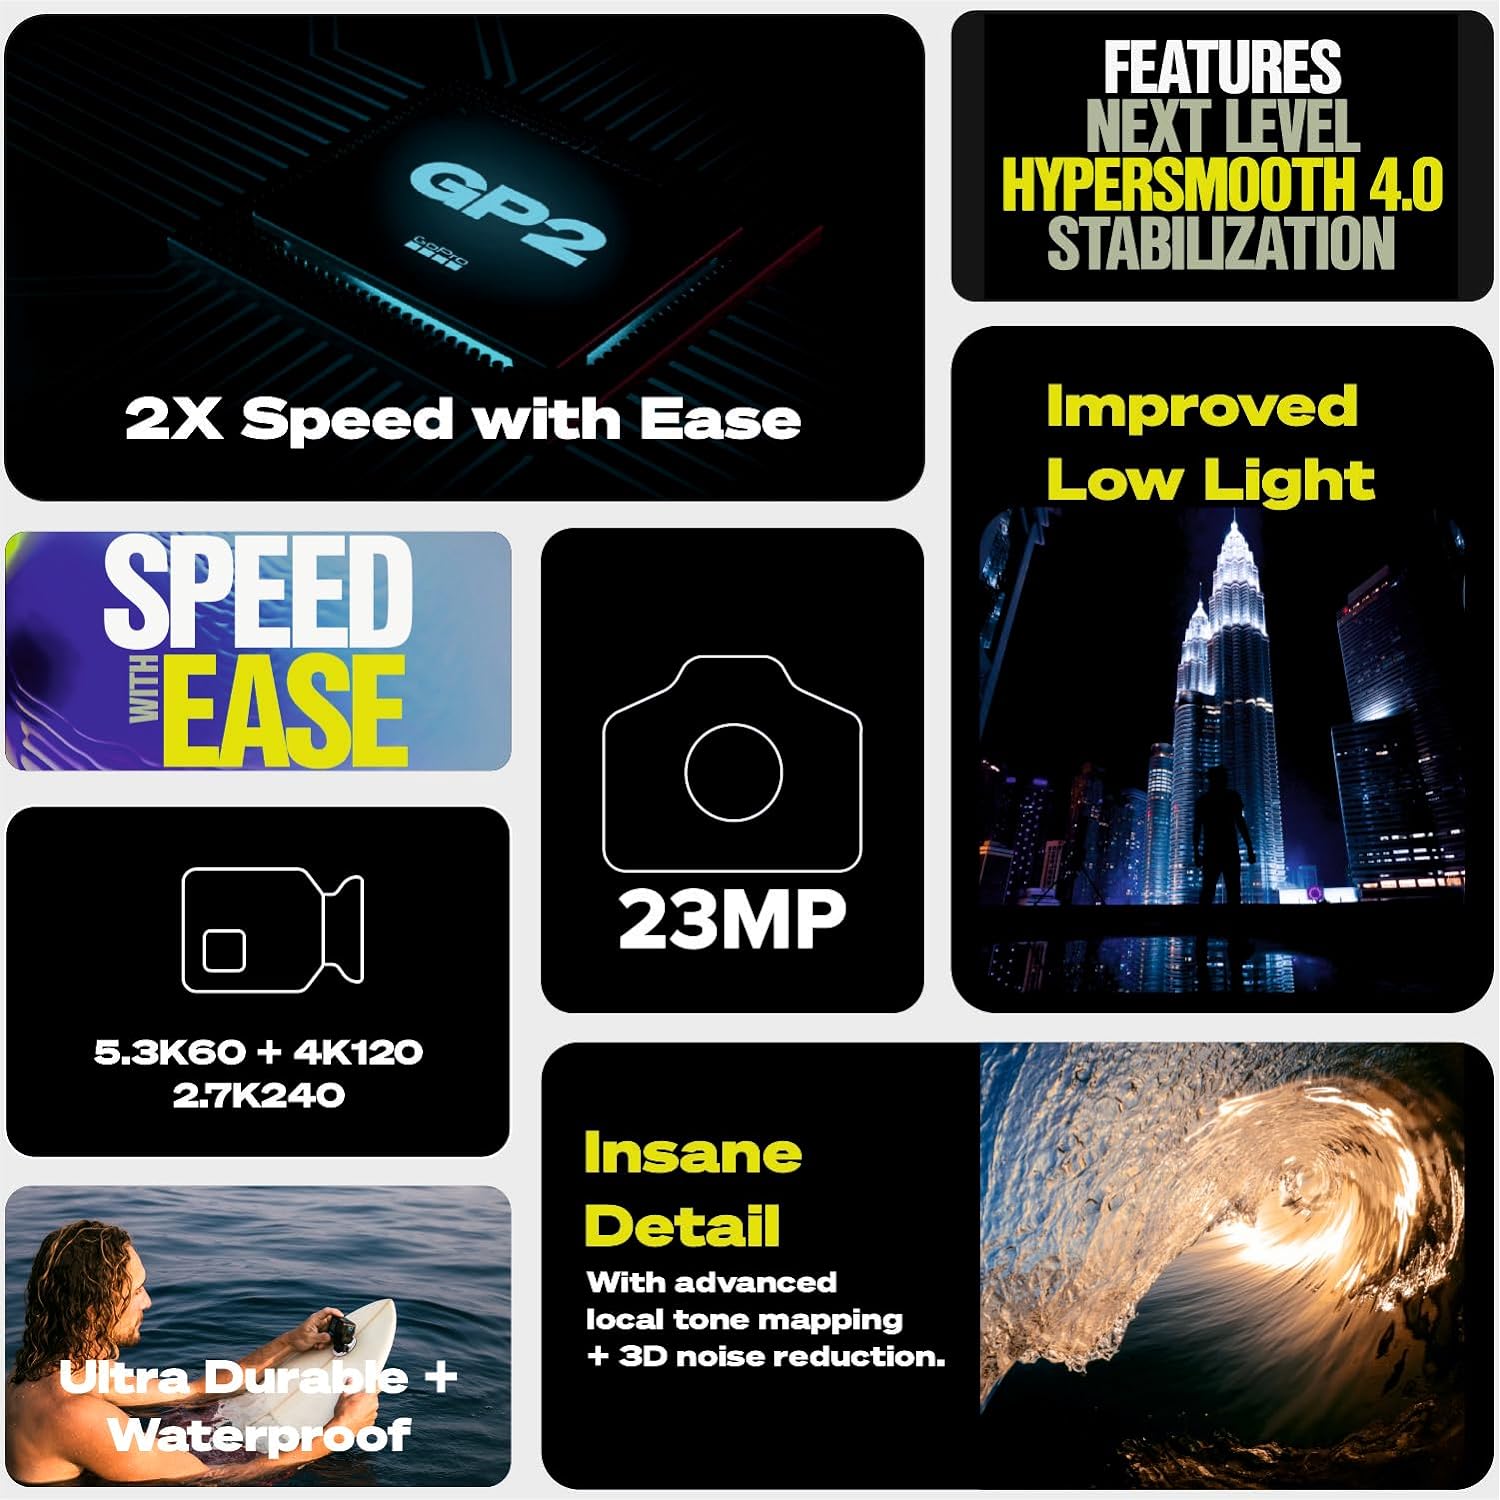 GP2
GoPro
2X Speed with Ease
FEATURES
NEXT LEVEL
HYPERSMOOTH 4.0
STABILIZATION
Improved
Low Light
SPEED
WITH
EASE
23MP
5.3K60 + 4K120
2.7K240
Ultra Durable +
Waterproof
Insane
Detail
With advanced
local tone mapping
+ 3D noise reduction.